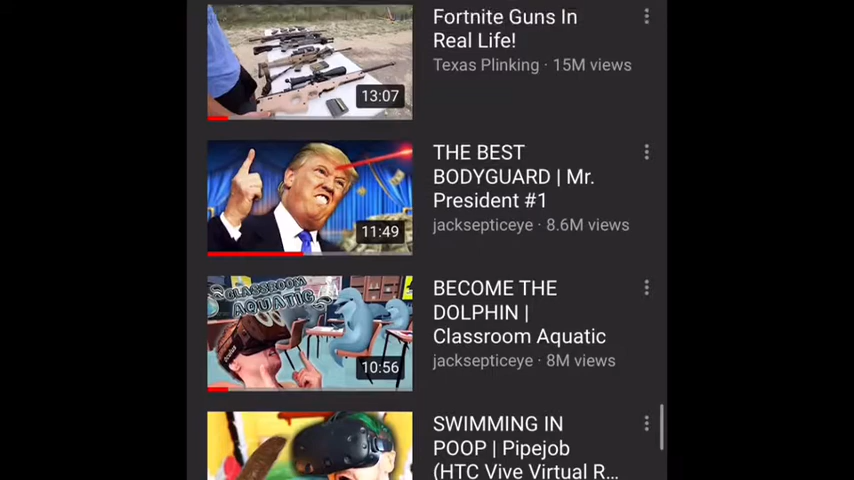 Fortnite Guns In
Real Life!
Texas Plinking · 15M views
13:07
THE BEST
BODYGUARD | Mr.
President #1
jacksepticeye · 8.6M views
11:49
BECOME THE
DOLPHIN |
Classroom Aquatic
jacksepticeye · 8M views
CLASSROOM
AQUATIC
oculus
10:56
SWIMMING IN
POOP | Pipejob
(HTC Vive Virtual R...